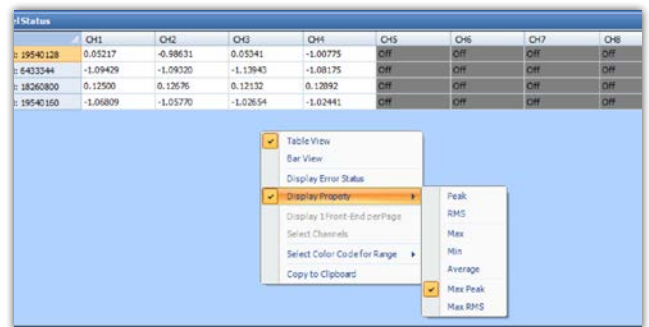 elStatus
CH1 CH2 CH3 CH4 CH5 CH6 CH7 CH8
: 19540128 0.05217 -0.98631 0.05341 -1.00775 Off Off Off Off
: 6433344 -1.09429 -1.09320 -1.13943 -1.08175 Off Off Off Off
: 18260800 0.12500 0.12676 0.12132 0.12892 Off Off Off Off
: 19540160 -1.06809 -1.05770 -1.02654 -1.02441 Off Off Off Off
Table View
Bar View
Display Error Status
Display Propety
Display 1 Front-End perPage
Select Channels
Select Color Code for Range
Copy to Clipboard
Peak
RMS
Max
Min
Average
Max Peak
Max RMS